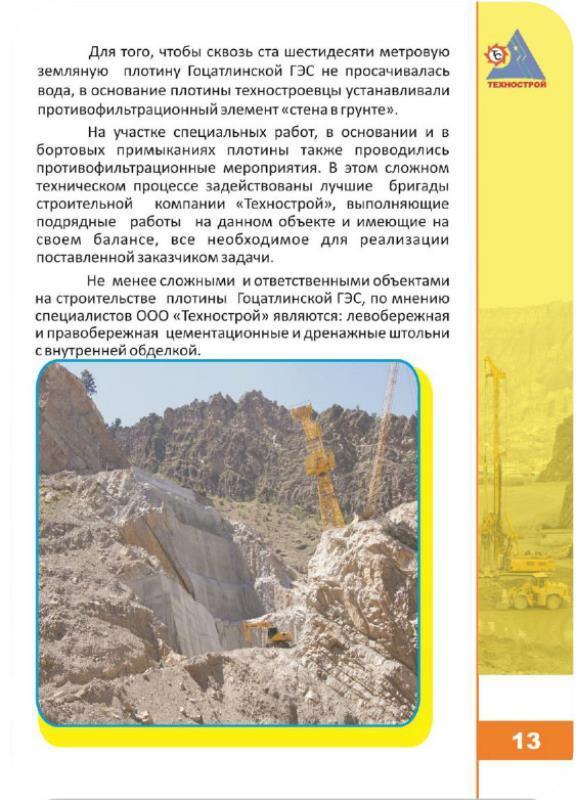 Для того, чтобы сквозь ста шестидесяти метровую
земляную плотину Гоцатлинской ГЭС не просачивалась
вода, в основание плотины техностроевцы устанавливали
противофильтрационный элемент «стена в грунте».
На участке специальных работ, в основании и в
бортовых примыканиях плотины также проводились
противофильтрационные мероприятия. В этом сложном
техническом процессе задействованы лучшие бригады
строительной компании «Технострой», выполняющие
подрядные работы на данном объекте и имеющие на
своем балансе, все необходимое для реализации
поставленной заказчиком задачи.
Не менее сложными и ответственными объектами
на строительстве плотины Гоцатлинской ГЭС, по мнению
специалистов ООО «Технострой» являются: левобережная
и правобережная цементационные и дренажные штольни
с внутренней обделкой.
ТС
ТЕХНОСТРОЙ
13